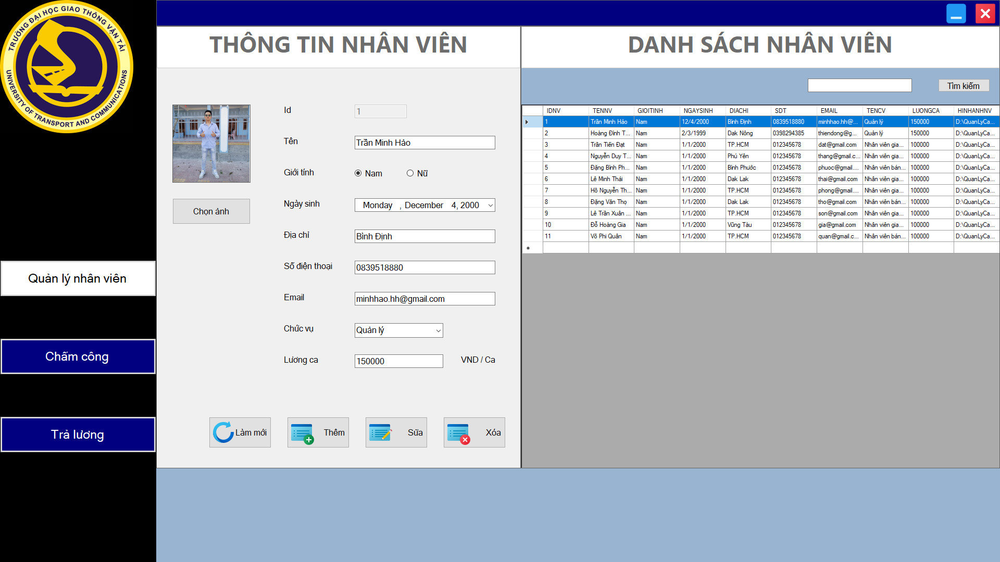 TRƯỜNG ĐẠI HỌC GIAO THÔNG VẬN TẢI
UNIVERSITY OF TRANSPORT AND COMMUNICATIONS
Quản lý nhân viên
Chấm công
Trả lương
THÔNG TIN NHÂN VIÊN
Chọn ảnh
Id 1
Tên Trần Minh Hảo
Giới tính Nam Nữ
Ngày sinh Monday , December 4, 2000
Địa chỉ Bình Định
Số điện thoại 0839518880
Email minhhao.hh@gmail.com
Chức vụ Quản lý
Lương ca 150000 VND / Ca
Làm mới Thêm Sửa Xóa
DANH SÁCH NHÂN VIÊN
Tìm kiếm
IDNV TENNV GIOITINH NGAYSINH DIACHI SDT EMAIL TENCV LUONGCA HINHANHNV
1 Trần Minh Hảo Nam 12/4/2000 Bình Định 0839518880 minhhao.hh@... Quản lý 150000 D:\QuanLyCa...
2 Hoàng Đình T... Nam 2/3/1999 Dak Nông 0398294385 thiendong@g... Quản lý 150000 D:\QuanLyCa...
3 Trần Tiến Đạt Nam 1/1/2000 TP.HCM 012345678 dat@gmail.com Nhân viên gia... 100000 D:\QuanLyCa...
4 Nguyễn Duy T... Nam 1/1/2000 Phú Yên 012345678 thang@gmail.c... Nhân viên gia... 100000 D:\QuanLyCa...
5 Đặng Bình Ph... Nam 1/1/2000 Bình Phước 012345678 phuoc@gmail.... Nhân viên bán... 100000 D:\QuanLyCa...
6 Lê Minh Thái Nam 1/1/2000 Dak Lak 012345678 thai@gmail.com Nhân viên gia... 100000 D:\QuanLyCa...
7 Hồ Nguyễn Th... Nam 1/1/2000 TP.HCM 012345678 phong@gmail.... Nhân viên gia... 100000 D:\QuanLyCa...
8 Đặng Văn Thọ Nam 1/1/2000 Dak Lak 012345678 tho@gmail.com Nhân viên bán... 100000 D:\QuanLyCa...
9 Lê Trần Xuân ... Nam 1/1/2000 TP.HCM 012345678 son@gmail.com Nhân viên gia... 100000 D:\QuanLyCa...
10 Đỗ Hoàng Gia Nam 1/1/2000 Vũng Tàu 012345678 gia@gmail.com Nhân viên gia... 100000 D:\QuanLyCa...
11 Võ Phi Quân Nam 1/1/2000 TP.HCM 012345678 quan@gmail.c... Nhân viên bán... 100000 D:\QuanLyCa...